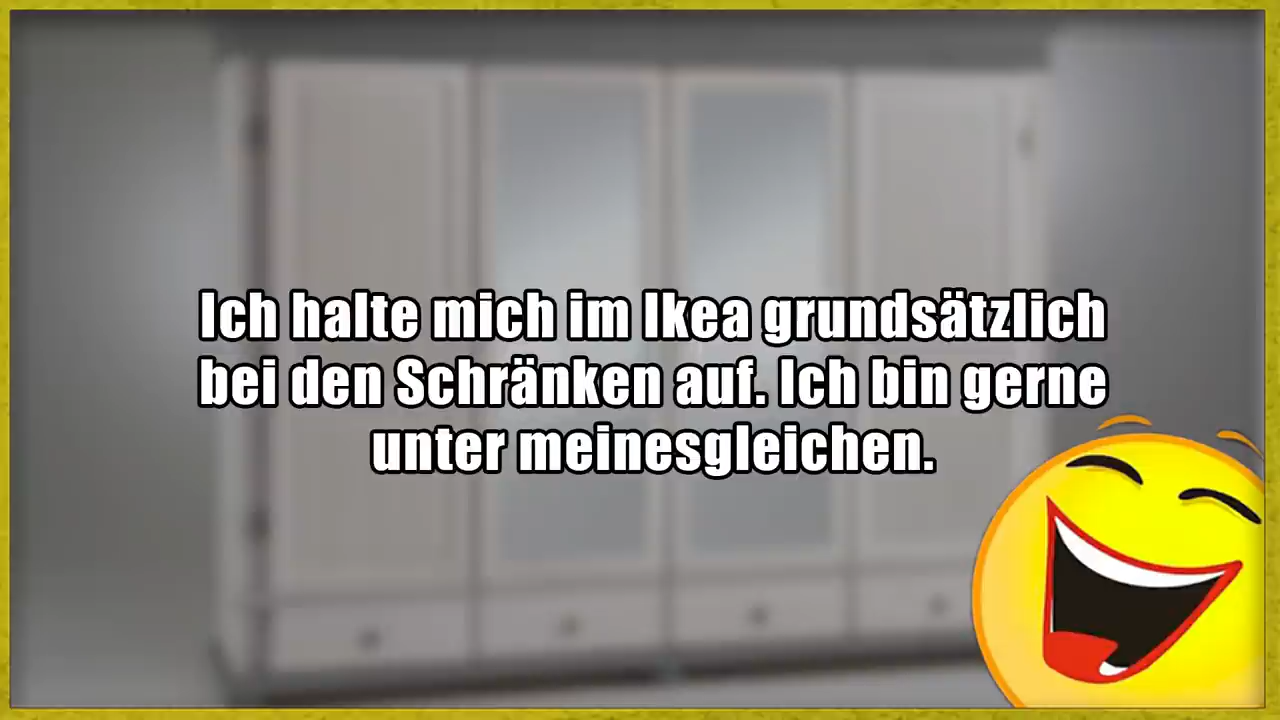 Ich halte mich im Ikea grundsätzlich
bei den Schränken auf. Ich bin gerne
unter meinesgleichen.